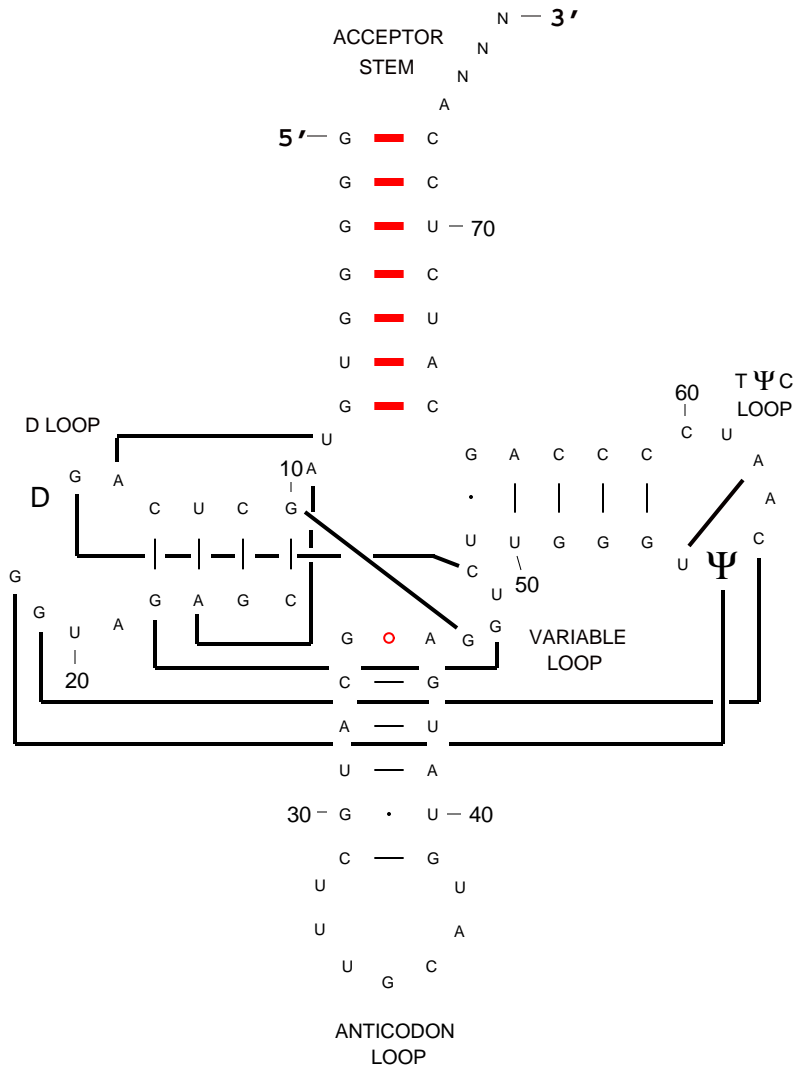 N — 3’
ACCEPTOR
N
STEM
N
A
5’ — G C
G C
G U — 70
G C
G U
U A
G C
T Ψ C
60
LOOP
D LOOP
U
C U
G A C C C
A
10 A
G A
D
A
C U C G
U U G G G
C
U Ψ
C
G
50
U
G A G C
G
A
U
G
VARIABLE
G A G
LOOP
20
C G
A U
U A
30 — G U — 40
C G
U U
U A
U C
G
ANTICODON
LOOP